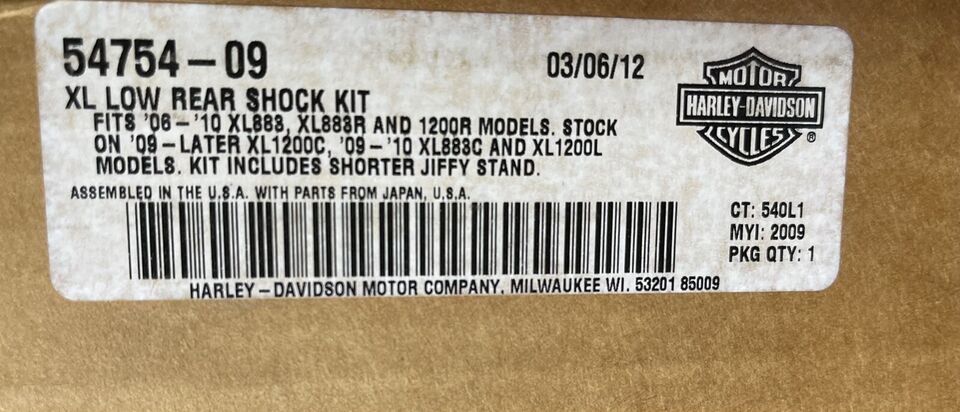 54754-09
03/06/12
XL LOW REAR SHOCK KIT
FITS '06-'10 XL883, XL883R AND 1200R MODELS. STOCK
ON '09-LATER XL1200C, '09-'10 XL883C AND XL1200L
MODELS. KIT INCLUDES SHORTER JIFFY STAND.
ASSEMBLED IN THE U.S.A. WITH PARTS FROM JAPAN, U.S.A.
MOTOR
HARLEY-DAVIDSON
CYCLES®
CT: 540L1
MYI: 2009
PKG QTY: 1
HARLEY-DAVIDSON MOTOR COMPANY. MILWAUKEE WI. 53201 85009